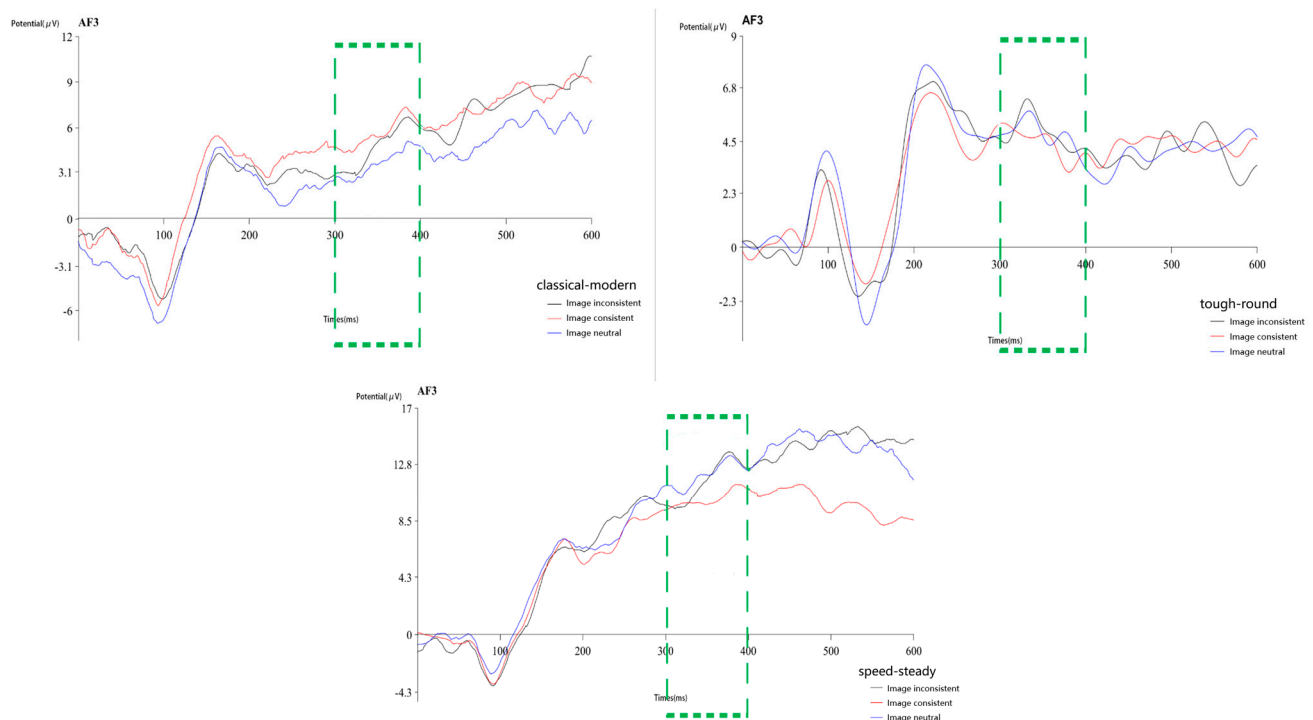 Potential(μV) AF3
12
9
6
3.1
0
-3.1
-6
100 200 300 400 500 600
Times(ms)
classical-modern
Image inconsistent
Image consistent
Image neutral
Potential(μV) AF3
9
6.8
4.5
2.3
0
-2.3
100 200 300 400 500 600
Times(ms)
tough-round
Image inconsistent
Image consistent
Image neutral
Potential(μV) AF3
17
12.8
8.5
4.3
0
-4.3
100 200 300 400 500 600
Times(ms)
speed-steady
Image inconsistent
Image consistent
Image neutral